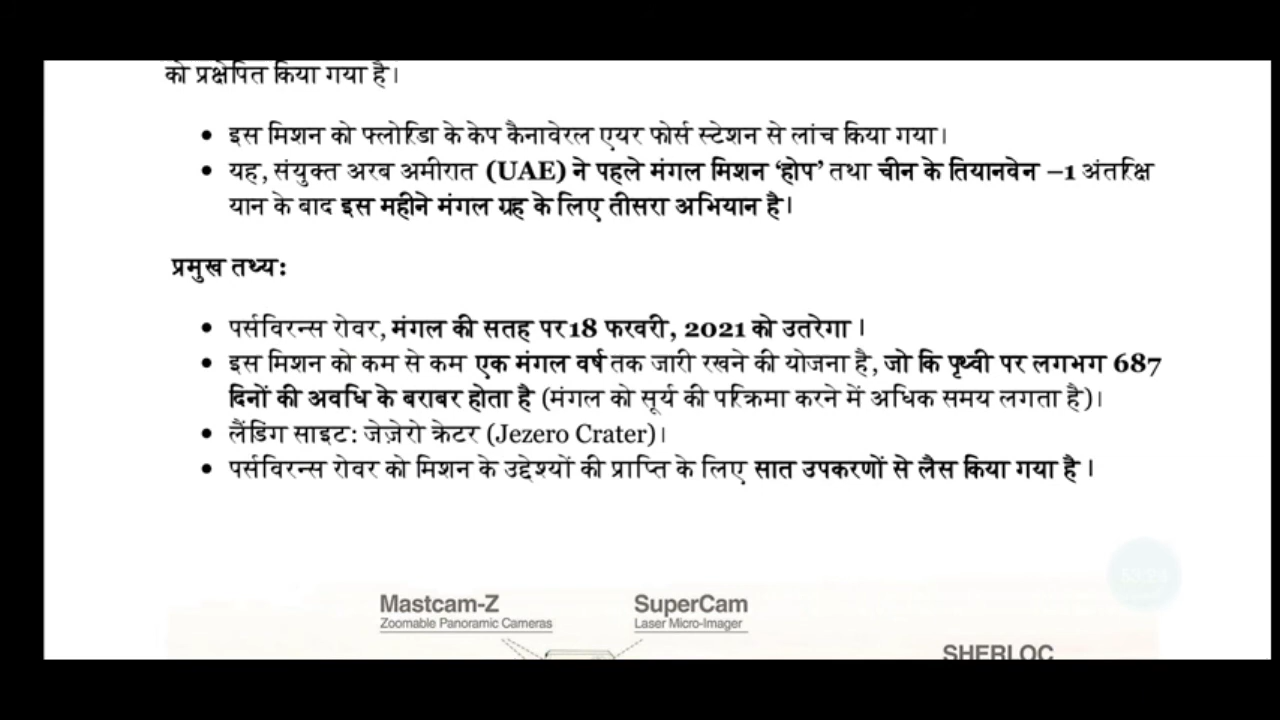 को प्रक्षेपित किया गया है।
• इस मिशन को फ्लोरिडा के केप कैनावेरल एयर फोर्स स्टेशन से लांच किया गया।
• यह, संयुक्त अरब अमीरात (UAE) ने पहले मंगल मिशन ‘होप’ तथा चीन के तियानवेन –1 अंतरिक्ष
यान के बाद इस महीने मंगल ग्रह के लिए तीसरा अभियान है।
प्रमुख तथ्य:
• पर्सविरन्स रोवर, मंगल की सतह पर 18 फरवरी, 2021 को उतरेगा ।
• इस मिशन को कम से कम एक मंगल वर्ष तक जारी रखने की योजना है, जो कि पृथ्वी पर लगभग 687
दिनों की अवधि के बराबर होता है (मंगल को सूर्य की परिक्रमा करने में अधिक समय लगता है)।
• लैंडिंग साइट: जेज़ेरो क्रेटर (Jezero Crater)।
• पर्सविरन्स रोवर को मिशन के उद्देश्यों की प्राप्ति के लिए सात उपकरणों से लैस किया गया है ।
Mastcam-Z SuperCam
Zoomable Panoramic Cameras Laser Micro-Imager
SHERLOC